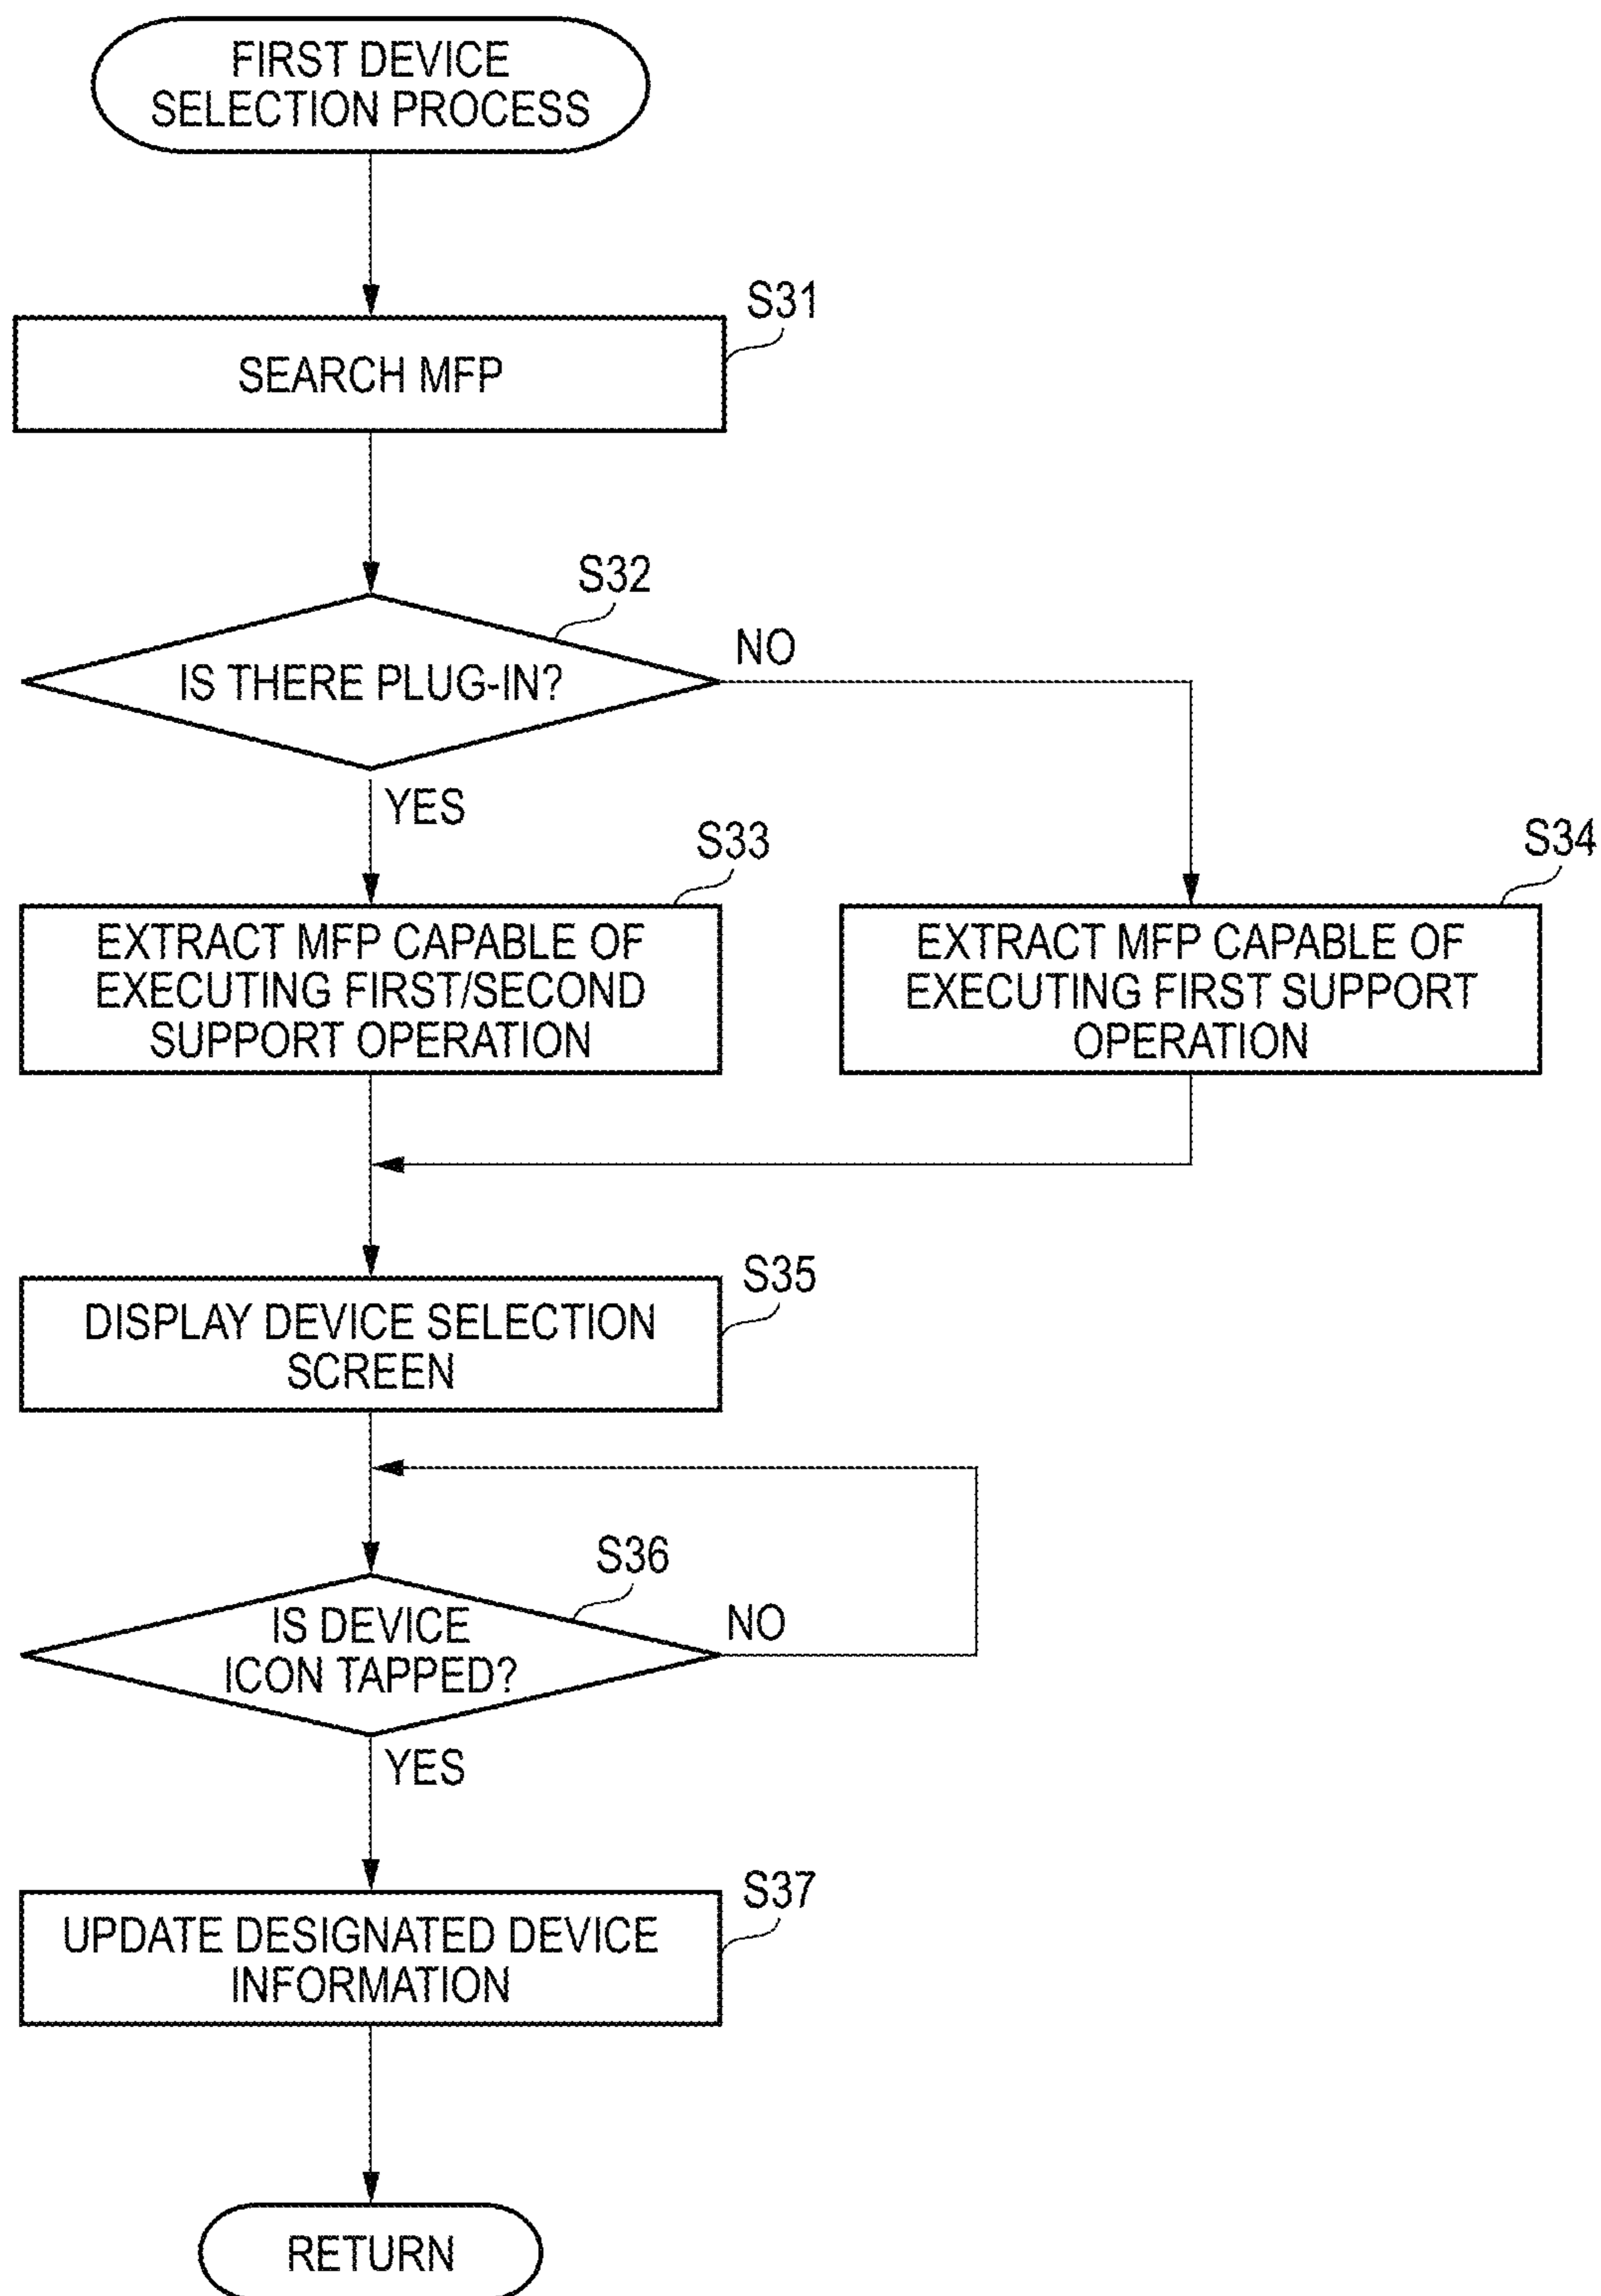 FIRST DEVICE
SELECTION PROCESS
S31
SEARCH MFP
S32
IS THERE PLUG-IN?
NO
YES
S33
EXTRACT MFP CAPABLE OF
EXECUTING FIRST/SECOND
SUPPORT OPERATION
S34
EXTRACT MFP CAPABLE OF
EXECUTING FIRST SUPPORT
OPERATION
S35
DISPLAY DEVICE SELECTION
SCREEN
S36
IS DEVICE
ICON TAPPED?
NO
YES
S37
UPDATE DESIGNATED DEVICE
INFORMATION
RETURN